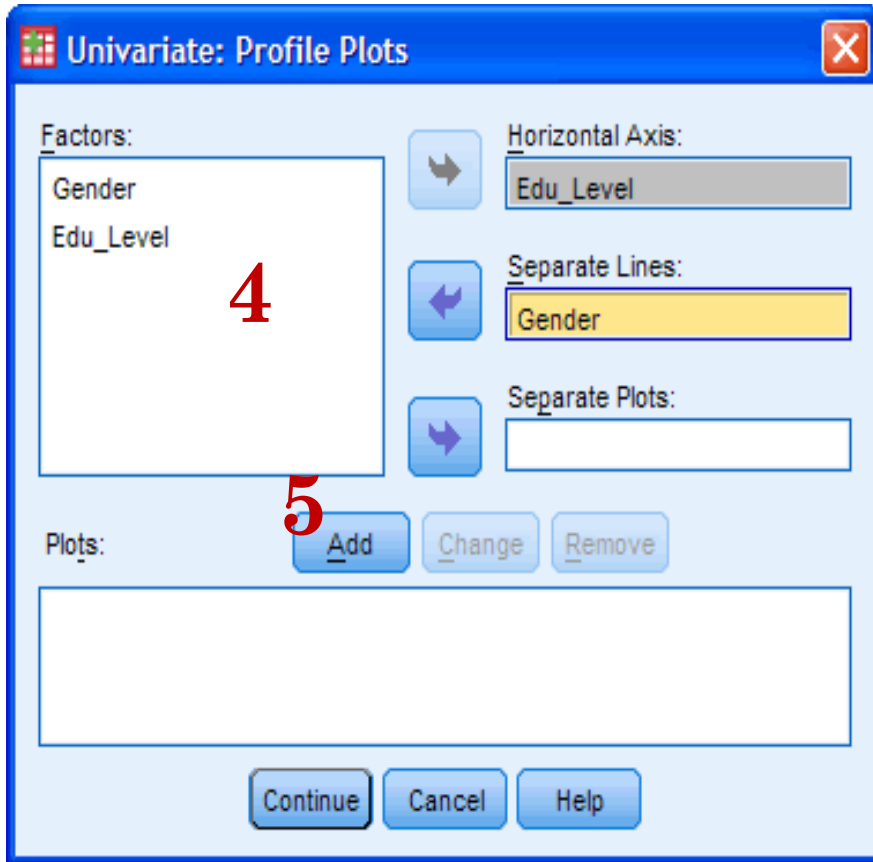 Univariate: Profile Plots
Factors:
Gender
Edu_Level
4
Horizontal Axis:
Edu_Level
Separate Lines:
Gender
Separate Plots:
5
Plots:
Add
Change
Remove
Continue
Cancel
Help